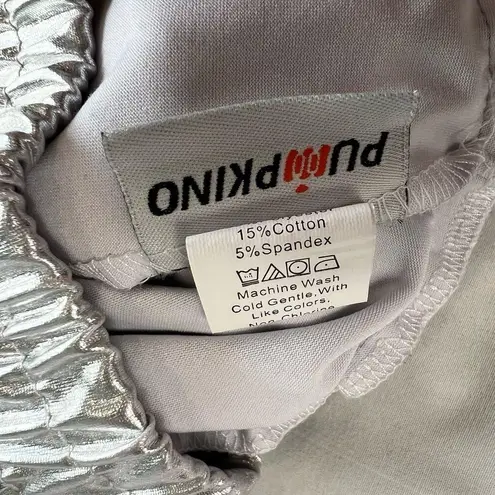 PUMPKINO
15%Cotton
5%Spandex
Machine Wash
Cold Gentle,With
Like Colors,